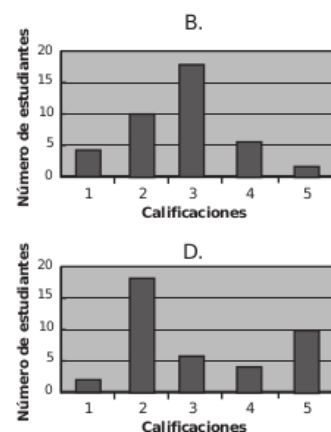 B.
Número de estudiantes
20
15
10
5
0
1 2 3 4 5
Calificaciones
D.
Número de estudiantes
20
15
10
5
0
1 2 3 4 5
Calificaciones